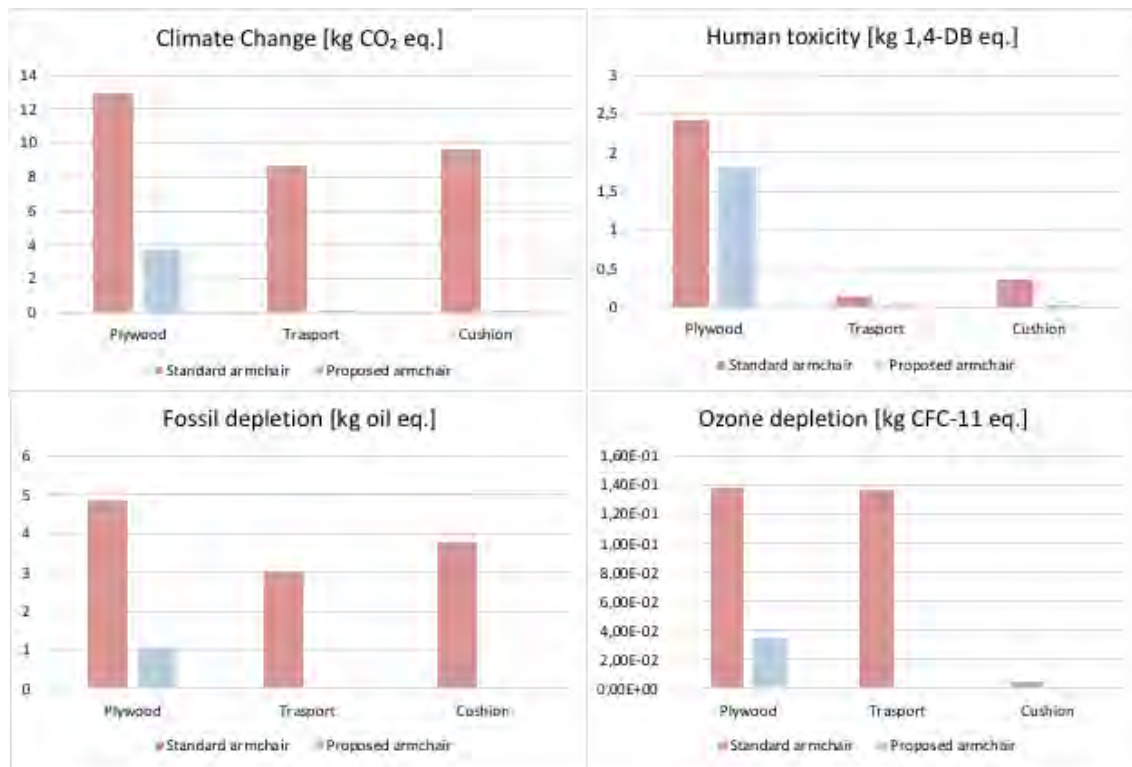 Climate Change [kg CO₂ eq.]
14
12
10
8
6
4
2
0
Plywood Trasport Cushion
Standard armchair Proposed armchair
Human toxicity [kg 1,4-DB eq.]
3
2,5
2
1,5
1
0,5
0
Plywood Trasport Cushion
Standard armchair Proposed armchair
Fossil depletion [kg oil eq.]
6
5
4
3
2
1
0
Plywood Trasport Cushion
Standard armchair Proposed armchair
Ozone depletion [kg CFC-11 eq.]
1,60E-01
1,40E-01
1,20E-01
1,00E-01
8,00E-02
6,00E-02
4,00E-02
2,00E-02
0,00E+00
Plywood Trasport Cushion
Standard armchair Proposed armchair